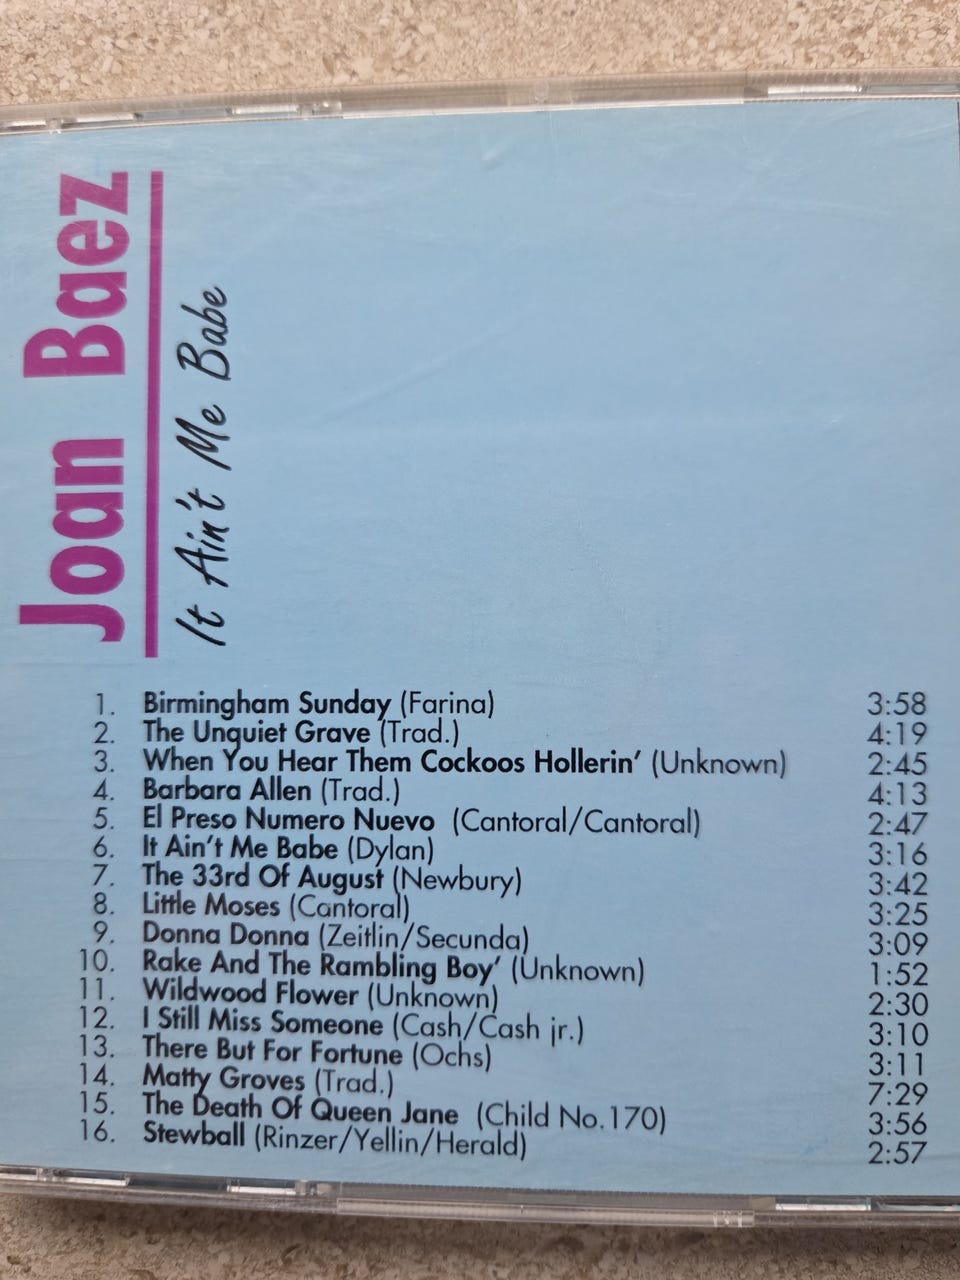 Joan Baez
It Ain't Me Babe
1. Birmingham Sunday (Farina) 3:58
2. The Unquiet Grave (Trad.) 4:19
3. When You Hear Them Cockoos Hollerin' (Unknown) 2:45
4. Barbara Allen (Trad.) 4:13
5. El Preso Numero Nuevo (Cantoral/Cantoral) 2:47
6. It Ain't Me Babe (Dylan) 3:16
7. The 33rd Of August (Newbury) 3:42
8. Little Moses (Cantoral) 3:25
9. Donna Donna (Zeitlin/Secunda) 3:09
10. Rake And The Rambling Boy' (Unknown) 1:52
11. Wildwood Flower (Unknown) 2:30
12. I Still Miss Someone (Cash/Cash jr.) 3:10
13. There But For Fortune (Ochs) 3:11
14. Matty Groves (Trad.) 7:29
15. The Death Of Queen Jane (Child No.170) 3:56
16. Stewball (Rinzer/Yellin/Herald) 2:57